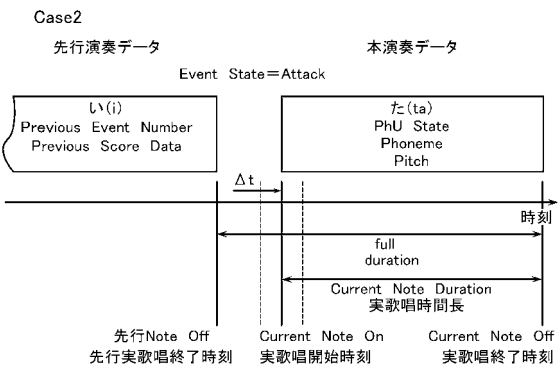 Case2
先行演奏データ
本演奏データ
Event State=Attack
い(i)
Previous Event Number
Previous Score Data
た(ta)
PhU State
Phoneme
Pitch
Δt
時刻
full
duration
Current Note Duration
実歌唱時間長
先行Note Off
先行実歌唱終了時刻
Current Note On
実歌唱開始時刻
Current Note Off
実歌唱終了時刻